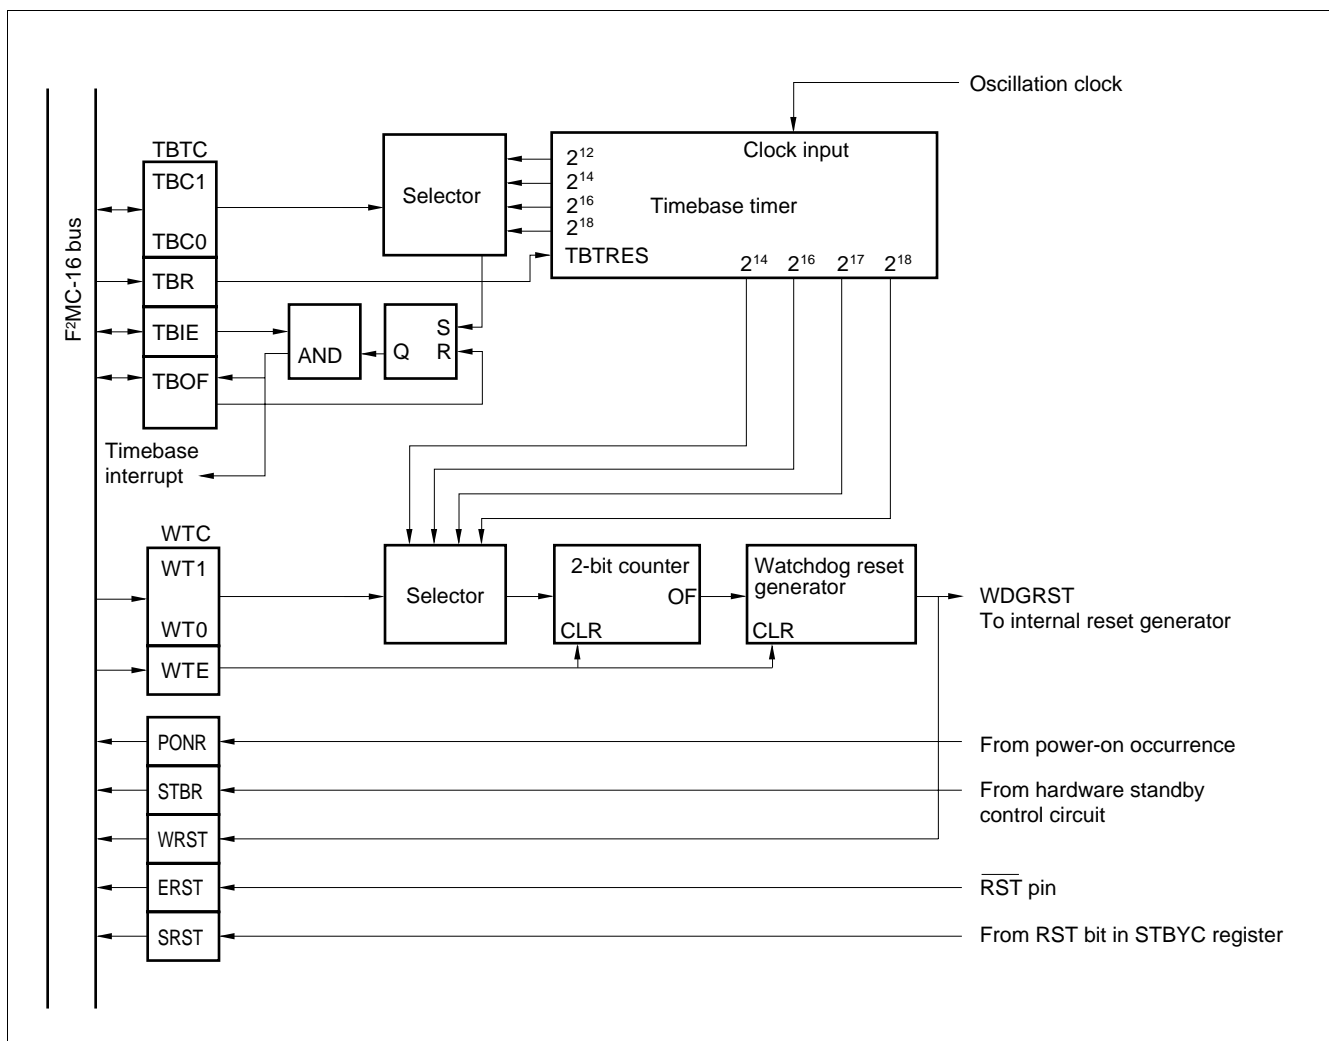 Oscillation clock
TBTC
TBC1
TBC0
TBR
TBIE
TBOF
F²MC-16 bus
Selector
2¹²
2¹⁴
2¹⁶
2¹⁸
TBTRES
Clock input
Timebase timer
2¹⁴ 2¹⁶ 2¹⁷ 2¹⁸
AND
S
Q R
Timebase
interrupt
WTC
WT1
WT0
WTE
Selector
2-bit counter
OF
CLR
Watchdog reset
generator
CLR
WDGRST
To internal reset generator
PONR
From power-on occurrence
STBR
From hardware standby
control circuit
WRST
ERST
R̅S̅T̅ pin
SRST
From RST bit in STBYC register